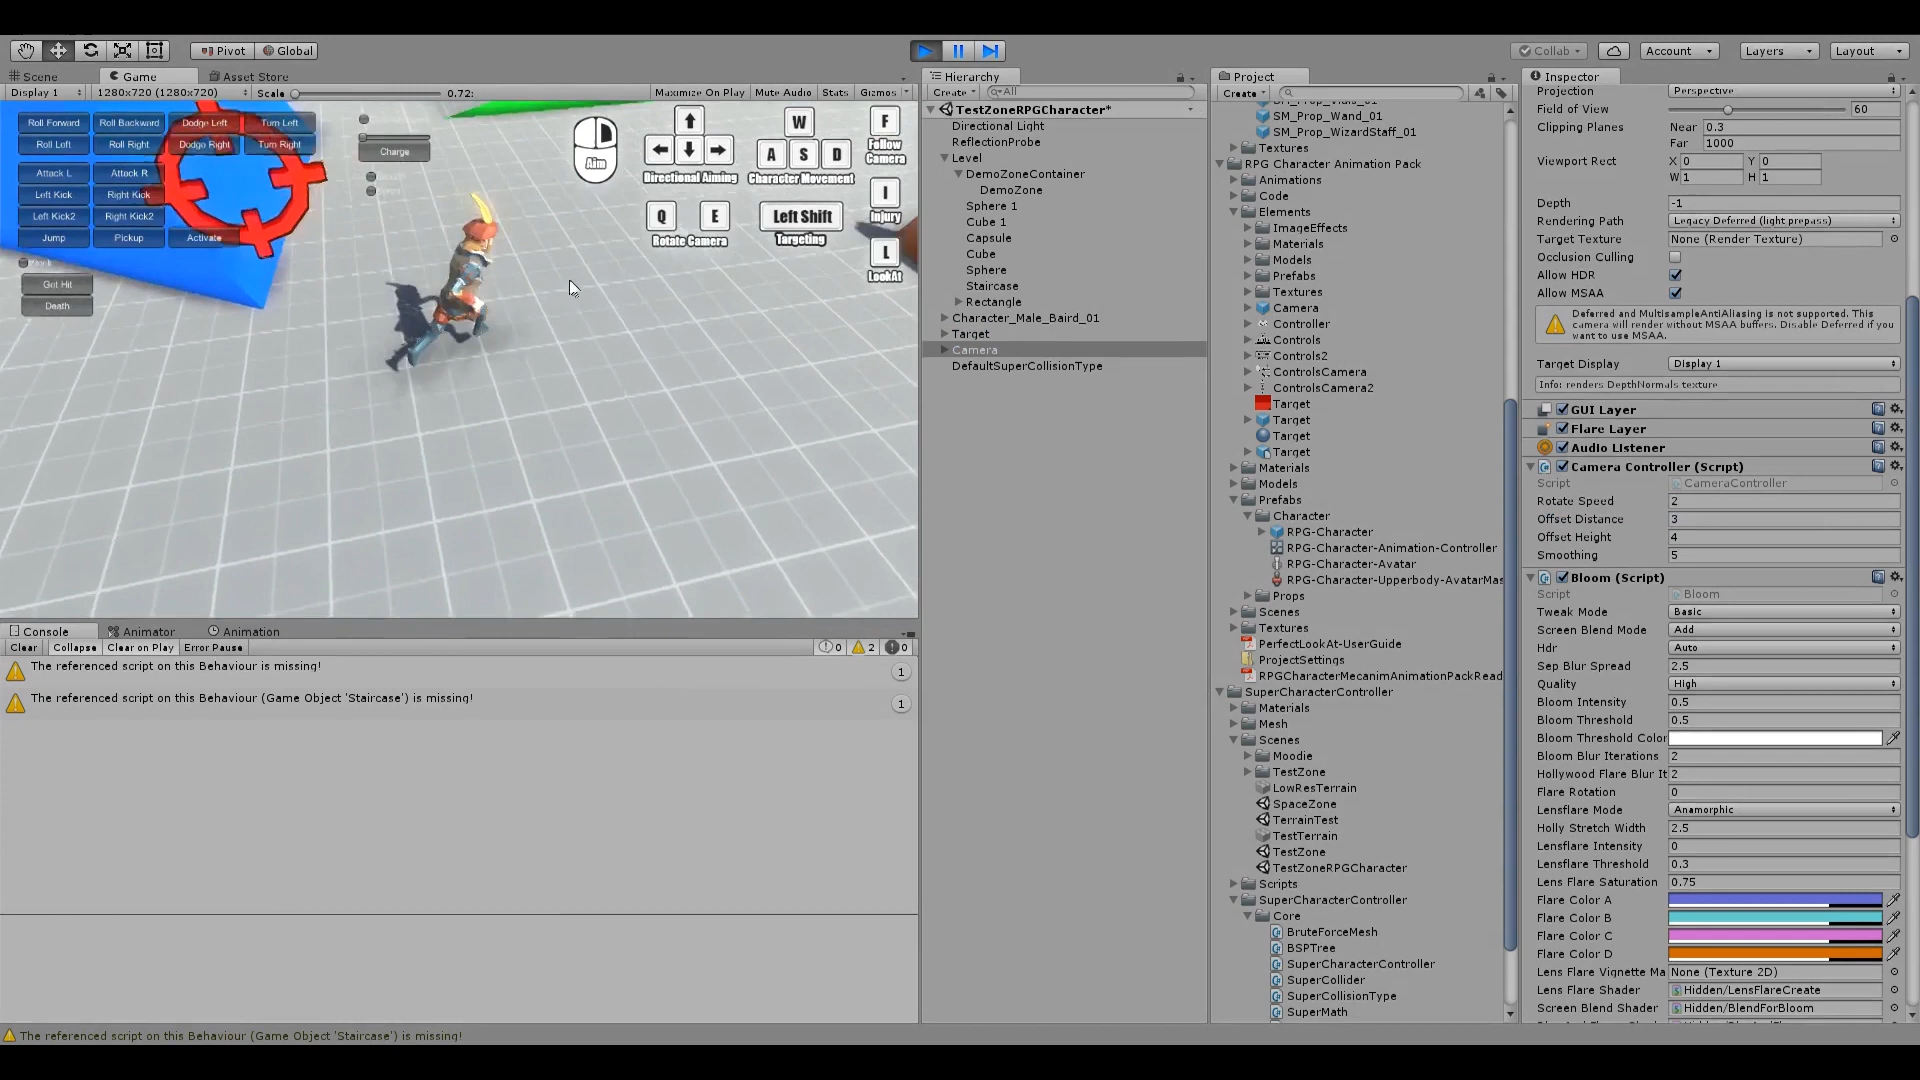 Pivot Global Collab Account Layers Layout
Scene Game Asset Store
Display 1 1280x720 (1280x720) Scale 0.72: Maximize On Play Mute Audio Stats Gizmos
Roll Forward Roll Backward Dodge Left Turn Left
Roll Left Roll Right Dodge Right Turn Right
Attack L Attack R
Left Kick Right Kick
Left Kick2 Right Kick2
Jump Pickup Activate
Got Hit
Death
Charge
Aim
Directional Aiming
W
A S D
Character Movement
Q E
Rotate Camera
Left Shift
Targeting
F
Follow
Camera
I
Injury
L
LookAt
Console Animator Animation
Clear Collapse Clear on Play Error Pause 0 2 0
The referenced script on this Behaviour is missing! 1
The referenced script on this Behaviour (Game Object 'Staircase') is missing! 1
The referenced script on this Behaviour (Game Object 'Staircase') is missing!
Hierarchy
Create All
TestZoneRPGCharacter*
Directional Light
ReflectionProbe
Level
DemoZoneContainer
DemoZone
Sphere 1
Cube 1
Capsule
Cube
Sphere
Staircase
Rectangle
Character_Male_Baird_01
Target
Camera
DefaultSuperCollisionType
Project
Create
SM_Prop_Vials_01
SM_Prop_Wand_01
SM_Prop_WizardStaff_01
Textures
RPG Character Animation Pack
Animations
Code
Elements
ImageEffects
Materials
Models
Prefabs
Textures
Camera
Controller
Controls
Controls2
ControlsCamera
ControlsCamera2
Target
Target
Target
Target
Materials
Models
Prefabs
Character
RPG-Character
RPG-Character-Animation-Controller
RPG-Character-Avatar
RPG-Character-Upperbody-AvatarMas
Props
Scenes
Textures
PerfectLookAt-UserGuide
ProjectSettings
RPGCharacterMecanimAnimationPackRead
SuperCharacterController
Materials
Mesh
Scenes
Moodie
TestZone
LowResTerrain
SpaceZone
TerrainTest
TestTerrain
TestZone
TestZoneRPGCharacter
Scripts
SuperCharacterController
Core
BruteForceMesh
BSPTree
SuperCharacterController
SuperCollider
SuperCollisionType
SuperMath
Inspector
Projection Perspective
Field of View 60
Clipping Planes Near 0.3
Far 1000
Viewport Rect X 0 Y 0
W 1 H 1
Depth -1
Rendering Path Legacy Deferred (light prepass)
Target Texture None (Render Texture)
Occlusion Culling
Allow HDR
Allow MSAA
Deferred and MultisampleAntiAliasing is not supported. This
camera will render without MSAA buffers. Disable Deferred if you
want to use MSAA.
Target Display Display 1
Info: renders DepthNormals texture
GUI Layer
Flare Layer
Audio Listener
Camera Controller (Script)
Script CameraController
Rotate Speed 2
Offset Distance 3
Offset Height 4
Smoothing 5
Bloom (Script)
Script Bloom
Tweak Mode Basic
Screen Blend Mode Add
Hdr Auto
Sep Blur Spread 2.5
Quality High
Bloom Intensity 0.5
Bloom Threshold 0.5
Bloom Threshold Color
Bloom Blur Iterations 2
Hollywood Flare Blur It 2
Flare Rotation 0
Lensflare Mode Anamorphic
Holly Stretch Width 2.5
Lensflare Intensity 0
Lensflare Threshold 0.3
Lens Flare Saturation 0.75
Flare Color A
Flare Color B
Flare Color C
Flare Color D
Lens Flare Vignette Ma None (Texture 2D)
Lens Flare Shader Hidden/LensFlareCreate
Screen Blend Shader Hidden/BlendForBloom